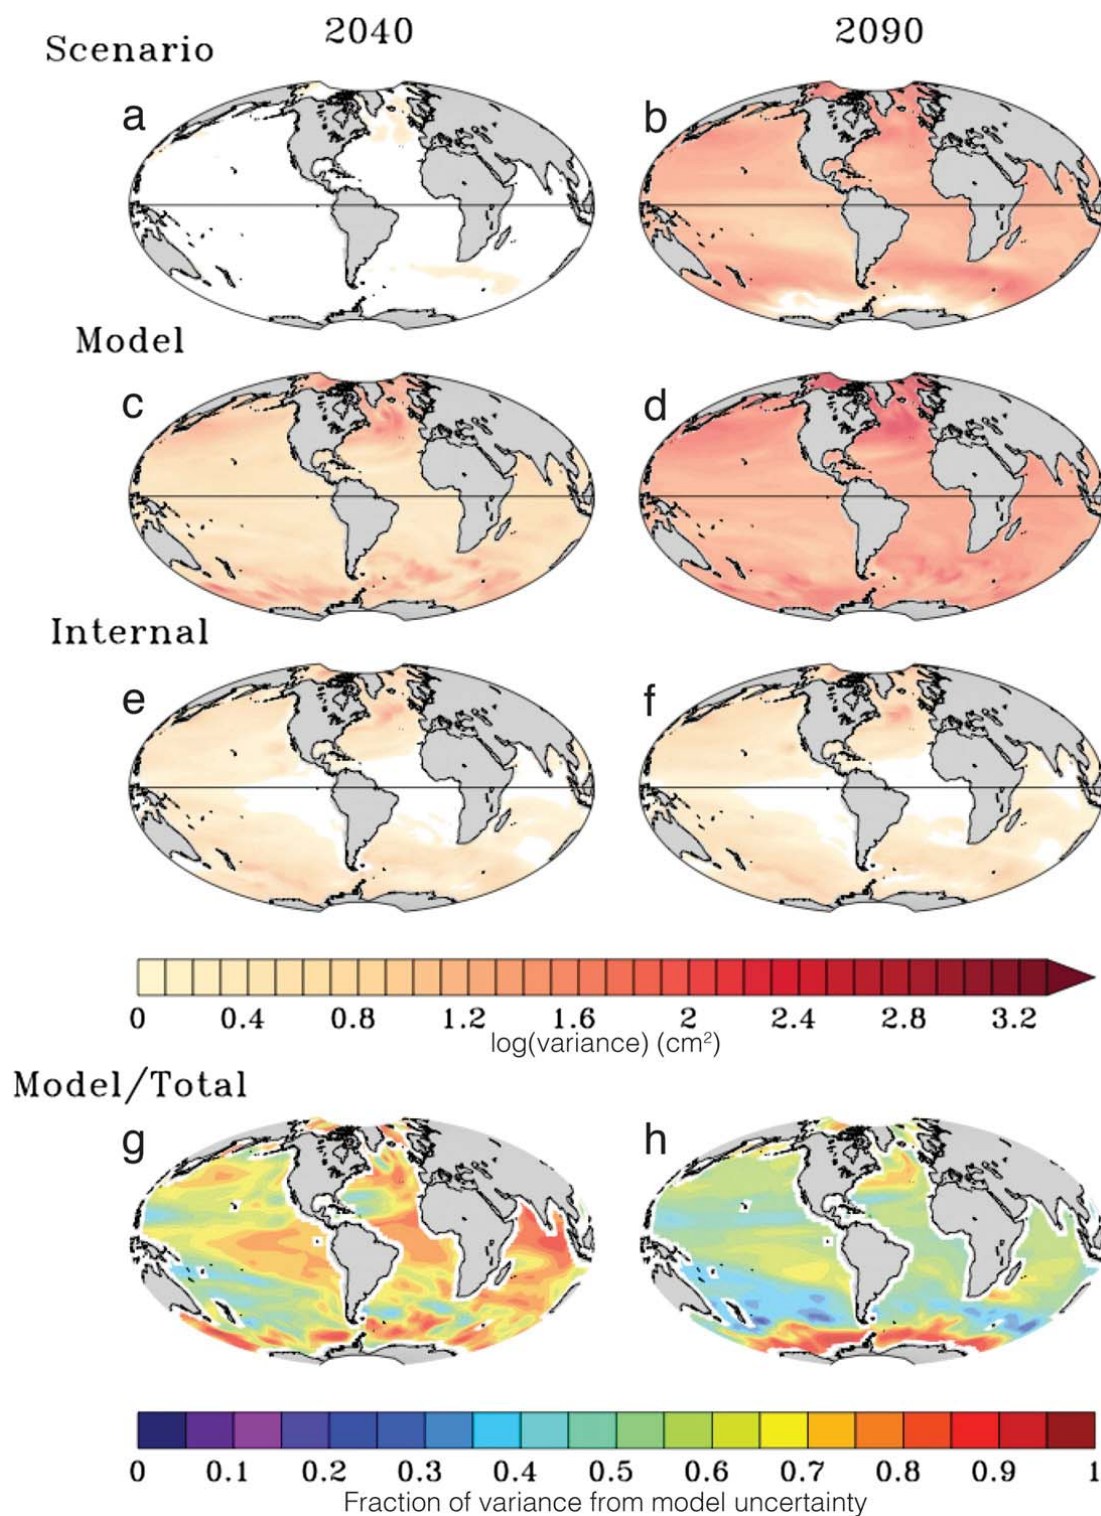 2040 2090
Scenario
a b
Model
c d
Internal
e f
0 0.4 0.8 1.2 1.6 2 2.4 2.8 3.2
log(variance) (cm²)
Model/Total
g h
0 0.1 0.2 0.3 0.4 0.5 0.6 0.7 0.8 0.9 1
Fraction of variance from model uncertainty